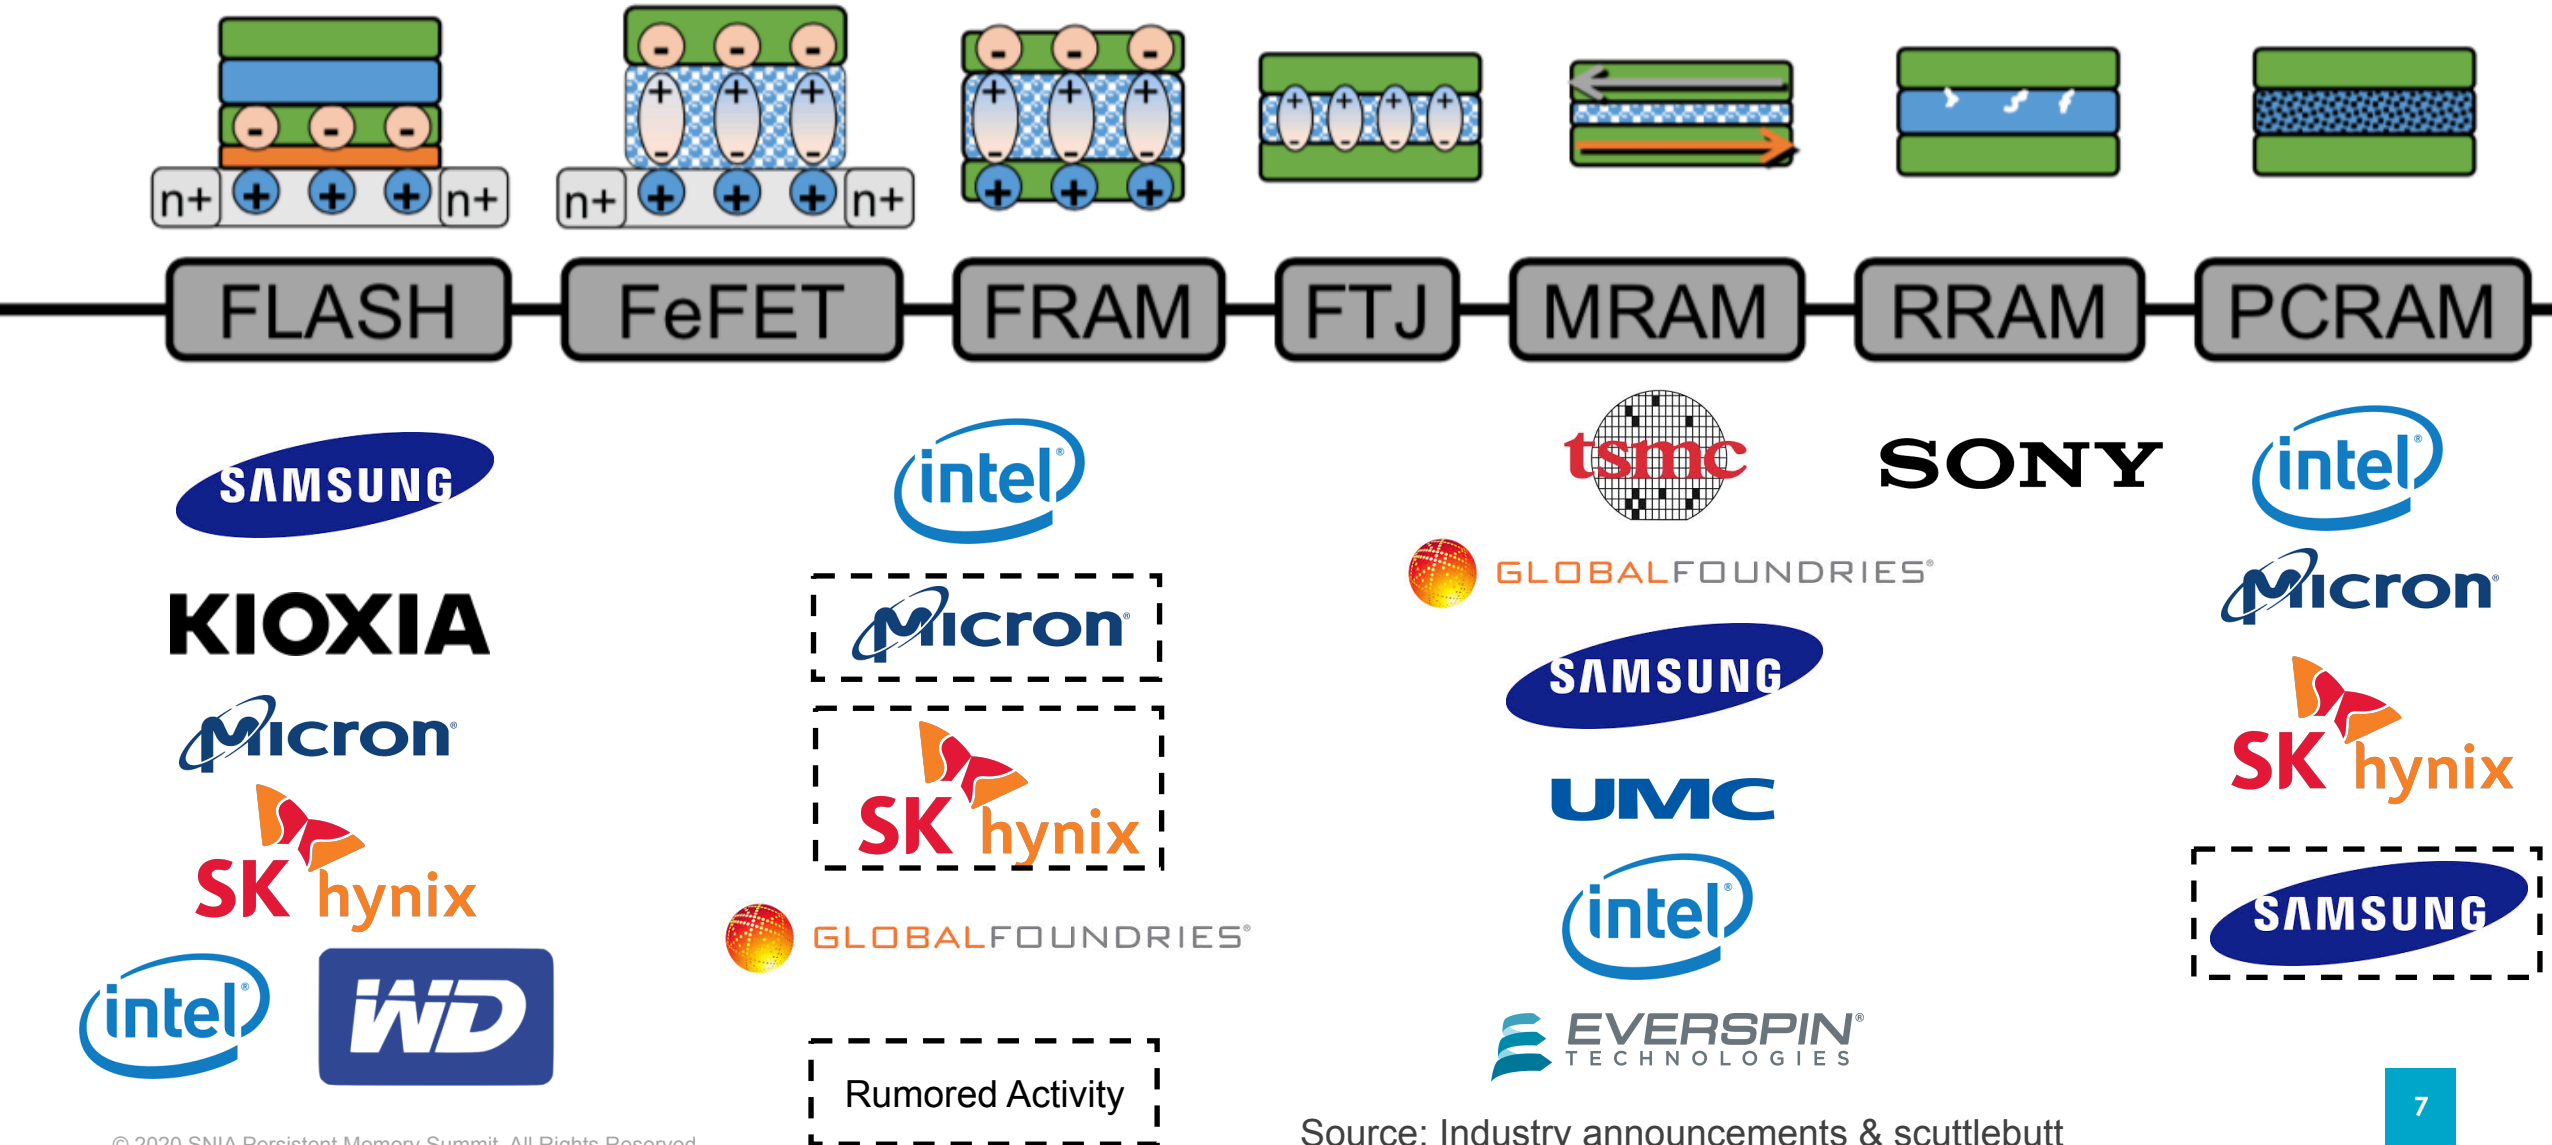 n+ n+
n+ n+
FLASH
FeFET
FRAM
FTJ
MRAM
RRAM
PCRAM
SAMSUNG
KIOXIA
Micron®
SK hynix
intel®
WD
intel®
Micron®
SK hynix
GLOBALFOUNDRIES®
Rumored Activity
tsmc
GLOBALFOUNDRIES®
SAMSUNG
UMC
intel®
EVERSPIN®
TECHNOLOGIES
SONY
intel®
Micron®
SK hynix
SAMSUNG
Source: Industry announcements & scuttlebutt
© 2020 SNIA Persistent Memory Summit. All Rights Reserved.
7